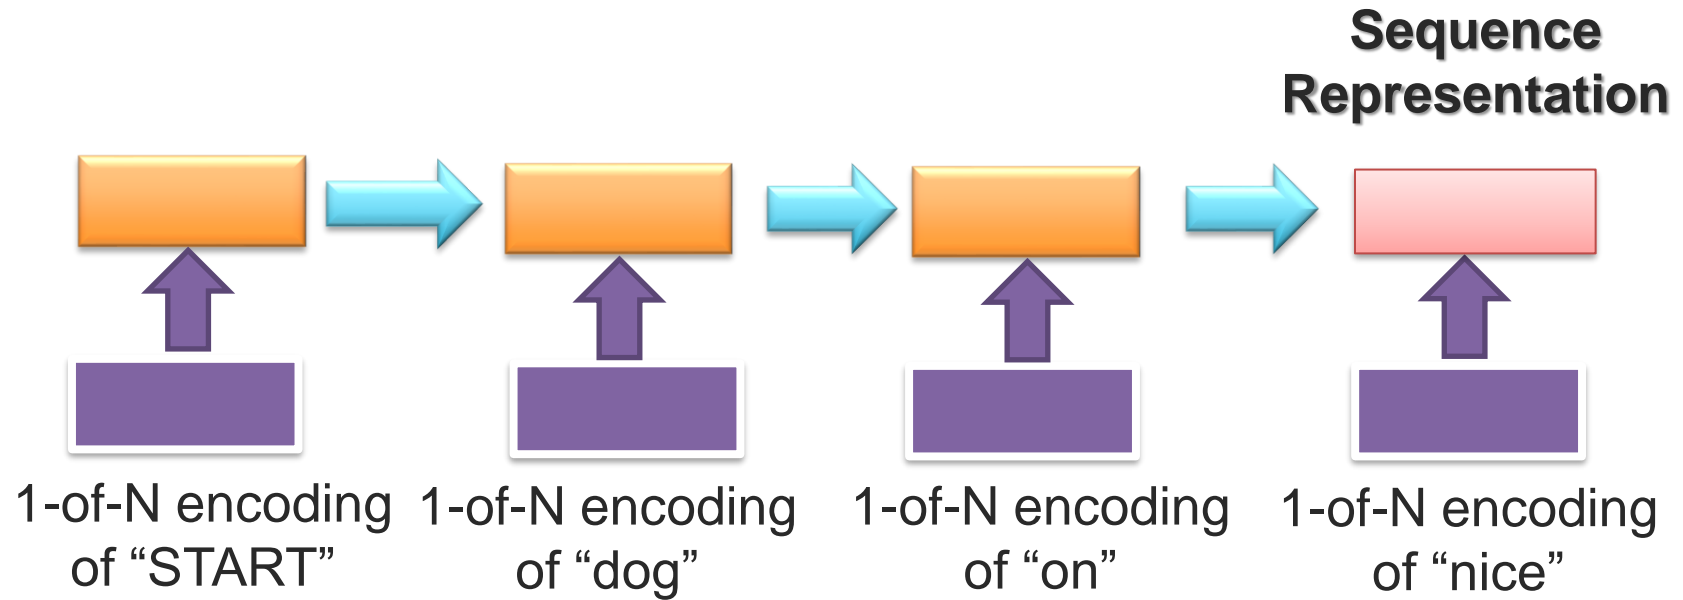 Sequence
Representation
1-of-N encoding
of “START”
1-of-N encoding
of “dog”
1-of-N encoding
of “on”
1-of-N encoding
of “nice”